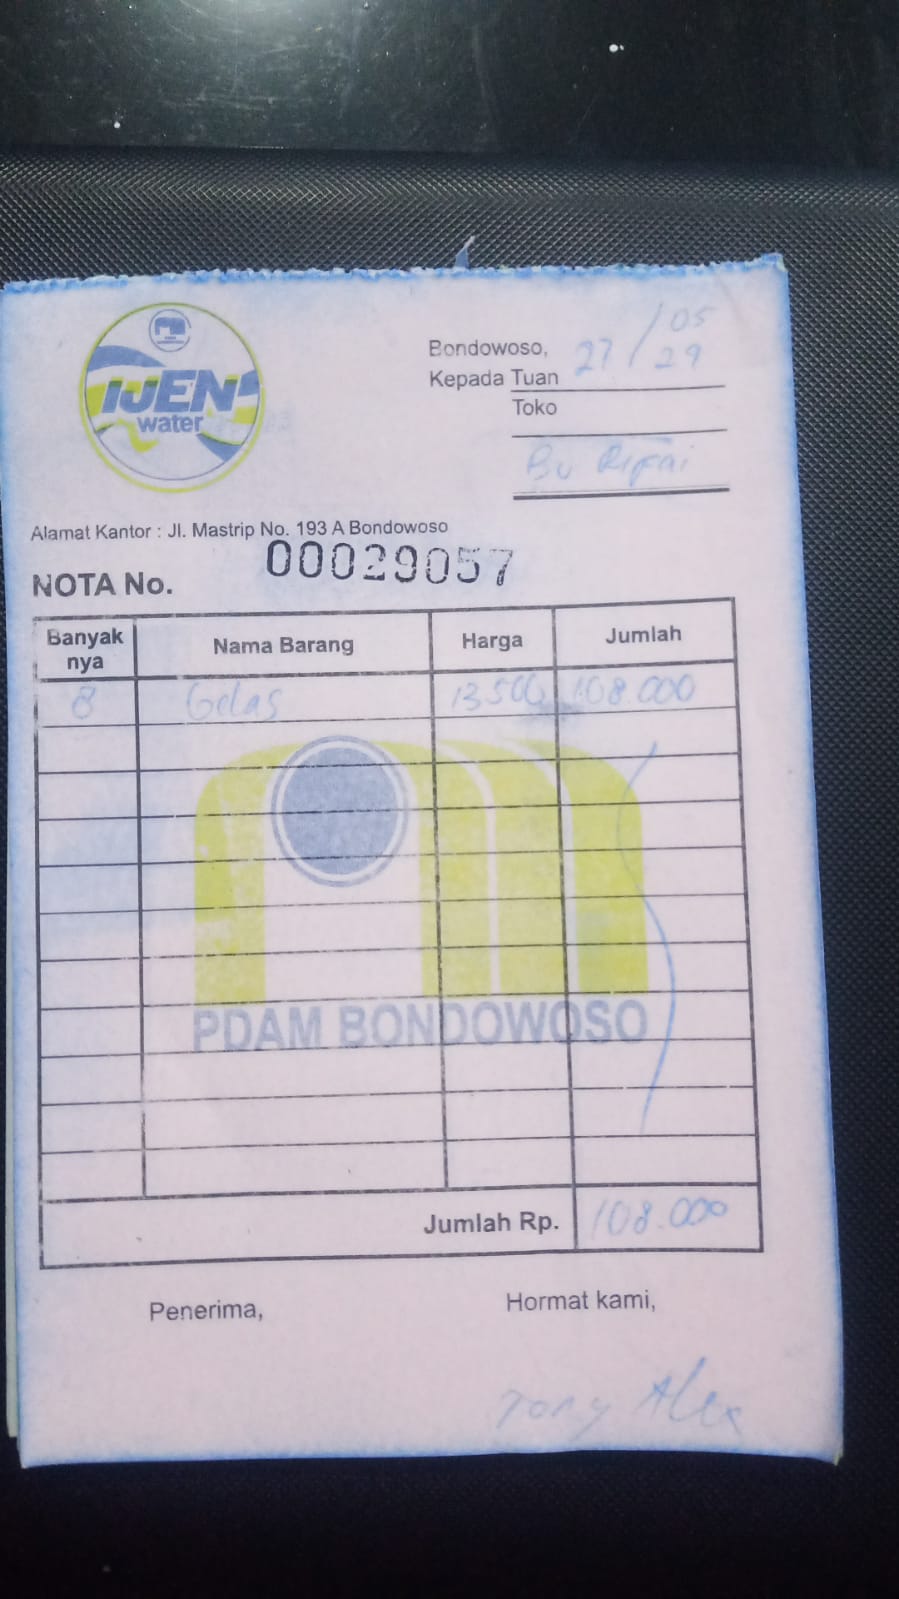 IJEN
water
Bondowoso, 27/05
29
Kepada Tuan
Toko
Bu Rifai
Alamat Kantor : Jl. Mastrip No. 193 A Bondowoso
NOTA No. 00029057
Banyak nya Nama Barang Harga Jumlah
8 Gelas 13.500 108.000
PDAM BONDOWOSO
Jumlah Rp. 108.000
Penerima, Hormat kami,
Tony Alex